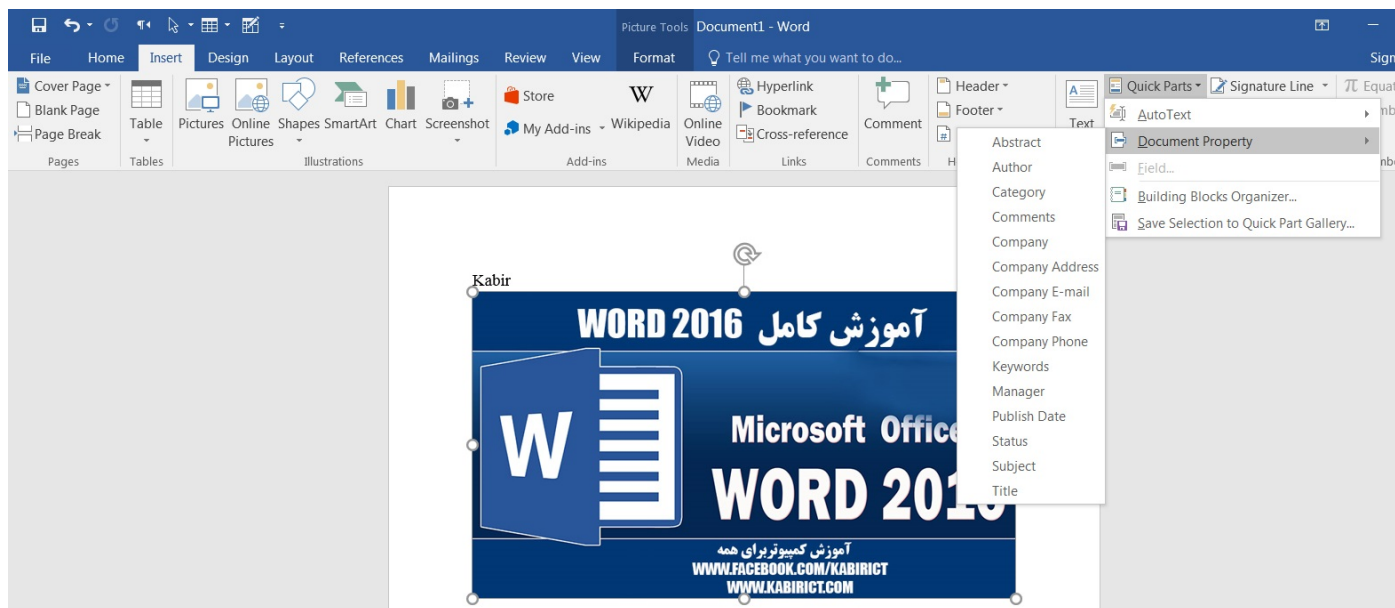 Picture Tools Document1 - Word
File Home Insert Design Layout References Mailings Review View Format Tell me what you want to do... Sign
Cover Page
Blank Page
Page Break
Pages
Table
Tables
Pictures
Online Pictures
Shapes
SmartArt
Chart
Screenshot
Illustrations
Store
My Add-ins
W
Wikipedia
Add-ins
Online Video
Media
Hyperlink
Bookmark
Cross-reference
Links
Comment
Comments
Header
Footer
#
H
A
Text
Quick Parts
Signature Line
π Equat
AutoText
Document Property
Field...
Building Blocks Organizer...
Save Selection to Quick Part Gallery...
Abstract
Author
Category
Comments
Company
Company Address
Company E-mail
Company Fax
Company Phone
Keywords
Manager
Publish Date
Status
Subject
Title
Kabir
آموزش کامل WORD 2016
W
Microsoft Office
WORD 2016
آموزش کمپیوتر برای همه
WWW.FACEBOOK.COM/KABIRICT
WWW.KABIRICT.COM